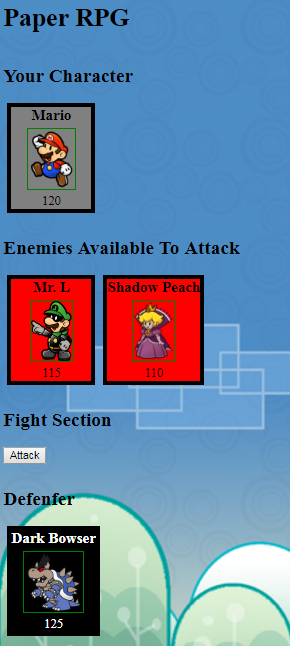 Paper RPG
Your Character
Mario
120
Enemies Available To Attack
Mr. L
115
Shadow Peach
110
Fight Section
Attack
Defenfer
Dark Bowser
125